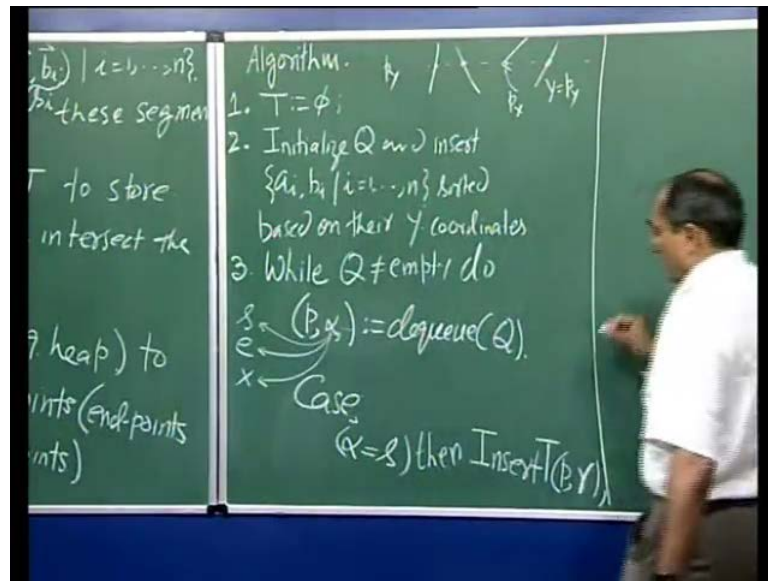 , b⃗i) | i=1,...,n}.
these segmen
T to store
intersect the
g. heap) to
ints (end-points
ints)
Algorithm.
py
px
y=py
1. T:=ϕ;
2. Initialize Q and insert
{ai, bi | i=1,...,n} sorted
based on their y coordinates
3. While Q≠empty do
(p, α) := dequeue(Q).
s
e
x
Case
(α=s) then InsertT(p, r),